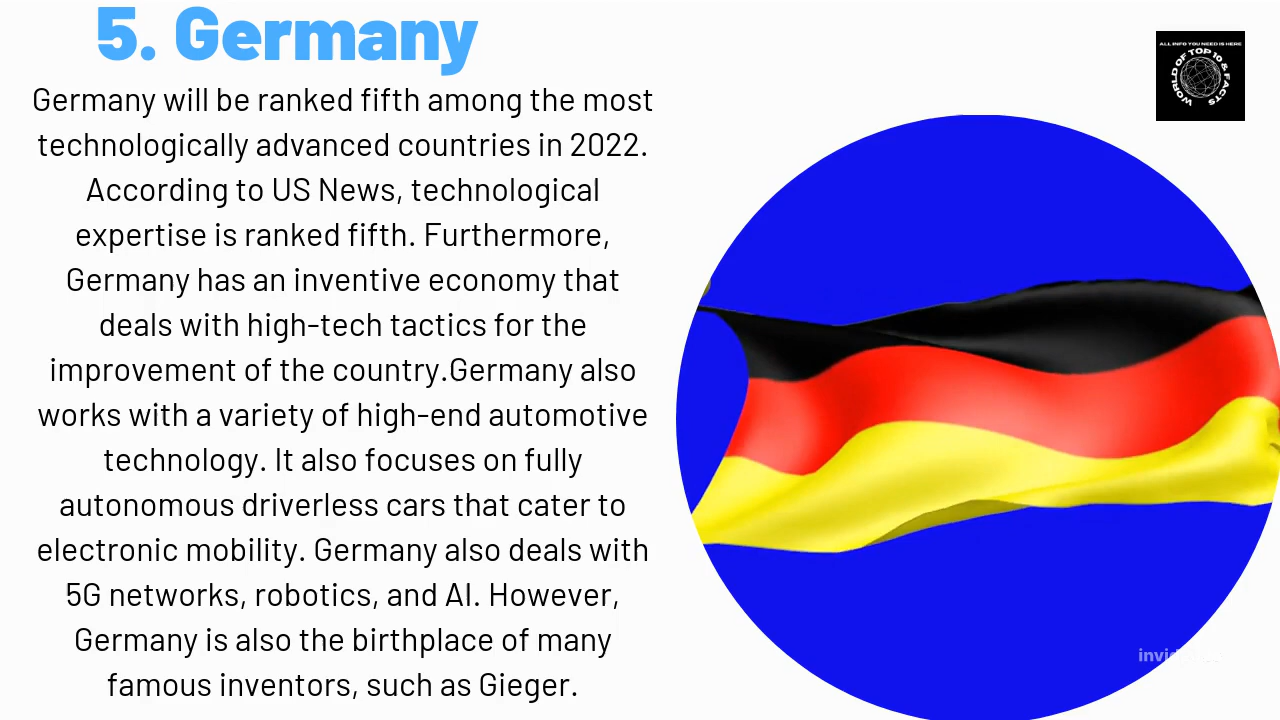 5. Germany
Germany will be ranked fifth among the most
technologically advanced countries in 2022.
According to US News, technological
expertise is ranked fifth. Furthermore,
Germany has an inventive economy that
deals with high-tech tactics for the
improvement of the country.Germany also
works with a variety of high-end automotive
technology. It also focuses on fully
autonomous driverless cars that cater to
electronic mobility. Germany also deals with
5G networks, robotics, and AI. However,
Germany is also the birthplace of many
famous inventors, such as Gieger.
ALL INFO YOU NEED IS HERE
WORLD OF TOP 10 & FACTS